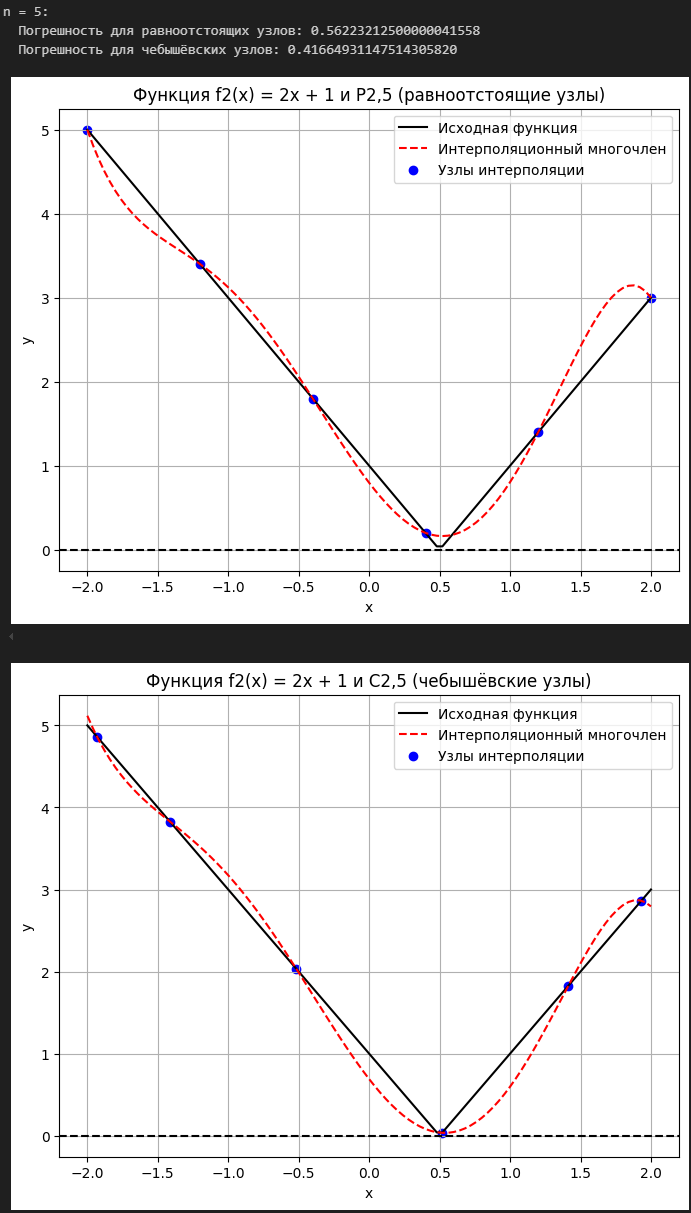 n = 5:
Погрешность для равноотстоящих узлов: 0.56223212500000041558
Погрешность для чебышёвских узлов: 0.41664931147514305820
Функция f2(x) = 2x + 1 и P2,5 (равноотстоящие узлы)
Исходная функция
Интерполяционный многочлен
Узлы интерполяции
5
4
3
2
1
0
y
−2.0 −1.5 −1.0 −0.5 0.0 0.5 1.0 1.5 2.0
x
Функция f2(x) = 2x + 1 и C2,5 (чебышёвские узлы)
Исходная функция
Интерполяционный многочлен
Узлы интерполяции
5
4
3
2
1
0
y
−2.0 −1.5 −1.0 −0.5 0.0 0.5 1.0 1.5 2.0
x